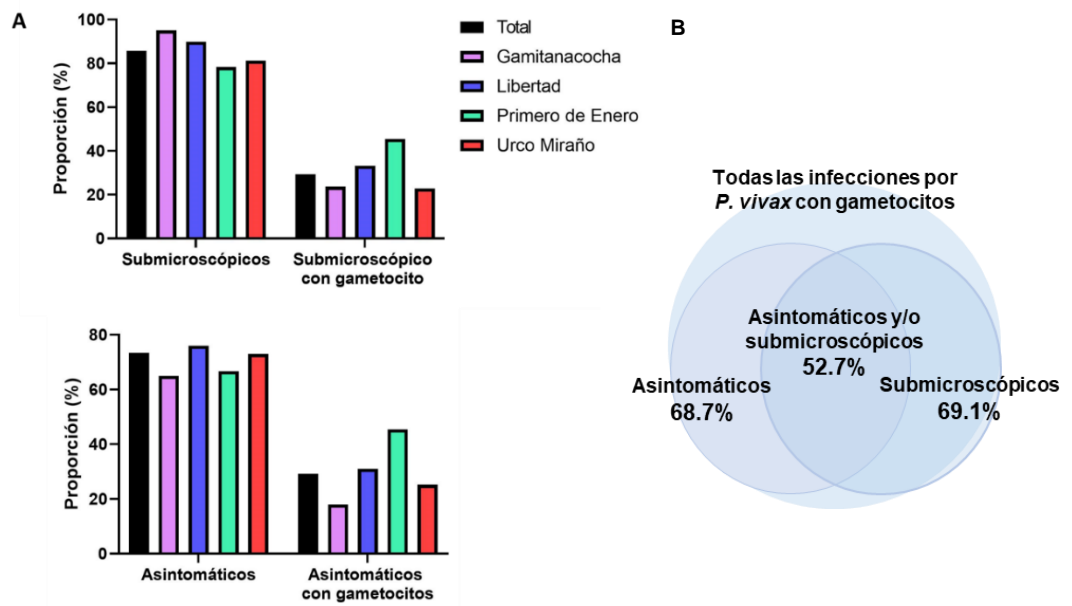 A
Proporción (%)
100
80
60
40
20
0
Submicroscópicos
Submicroscópico
con gametocito
Total
Gamitanacocha
Libertad
Primero de Enero
Urco Miraño
Proporción (%)
80
60
40
20
0
Asintomáticos
Asintomáticos
con gametocitos
B
Todas las infecciones por
P. vivax con gametocitos
Asintomáticos y/o
submicroscópicos
52.7%
Asintomáticos
68.7%
Submicroscópicos
69.1%